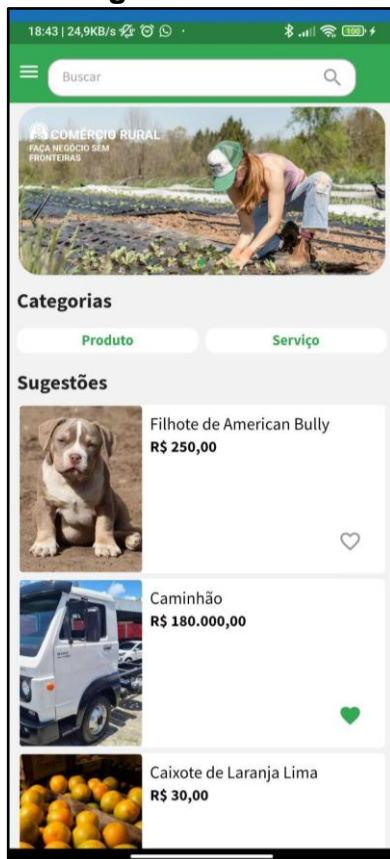 18:43 | 24,9KB/s
100
Buscar
COMÉRCIO RURAL
FAÇA NEGÓCIO SEM
FRONTEIRAS
Categorias
Produto Serviço
Sugestões
Filhote de American Bully
R$ 250,00
Caminhão
R$ 180.000,00
Caixote de Laranja Lima
R$ 30,00